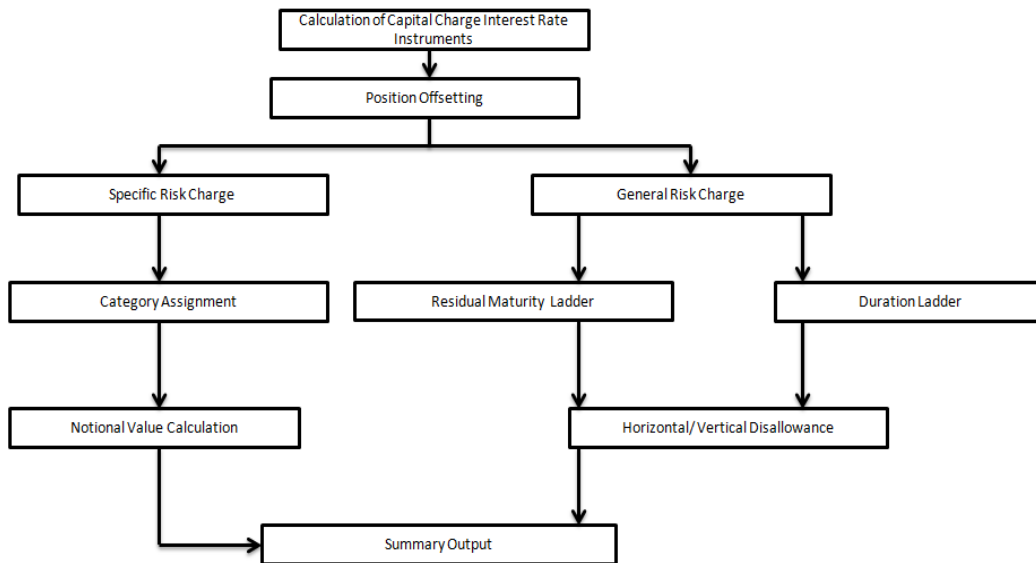 Calculation of Capital Charge Interest Rate
Instruments
Position Offsetting
Specific Risk Charge
General Risk Charge
Category Assignment
Residual Maturity Ladder
Duration Ladder
Notional Value Calculation
Horizontal/ Vertical Disallowance
Summary Output